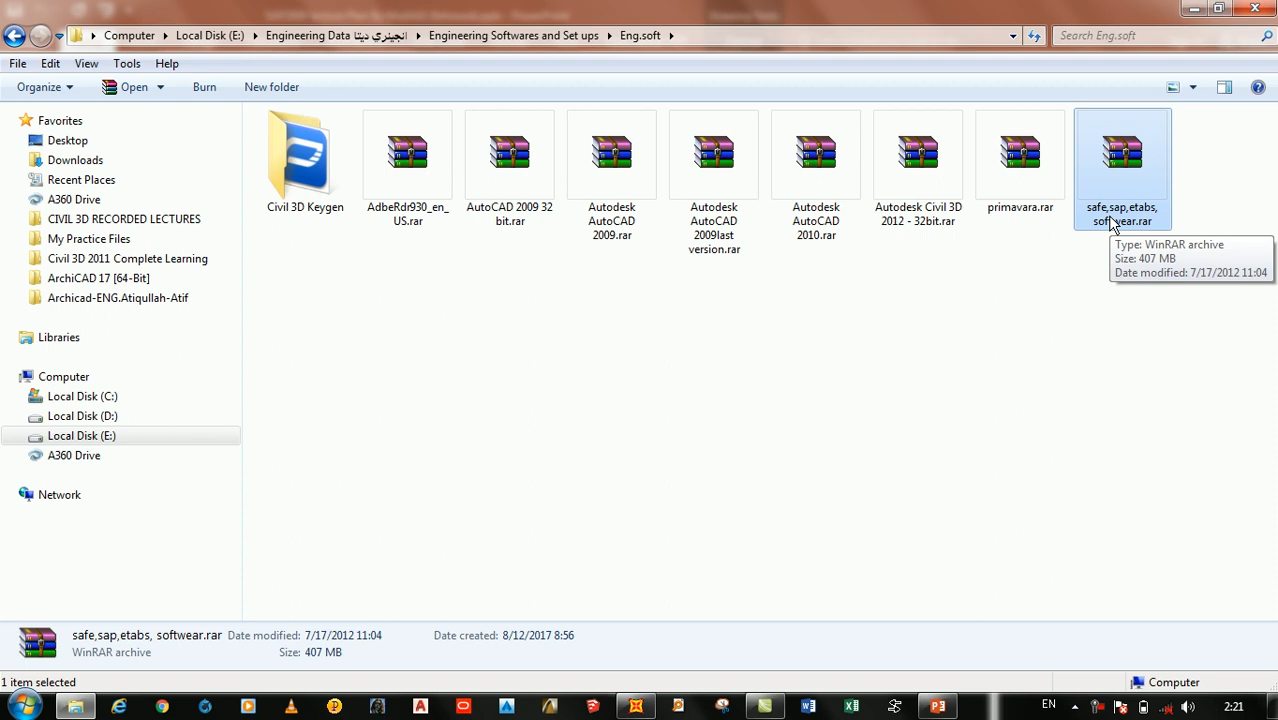 Computer
Local Disk (E:)
Engineering Data انجينري ديتا
Engineering Softwares and Set ups
Eng.soft
Search Eng.soft
File
Edit
View
Tools
Help
Organize
Open
Burn
New folder
Favorites
Desktop
Downloads
Recent Places
A360 Drive
CIVIL 3D RECORDED LECTURES
My Practice Files
Civil 3D 2011 Complete Learning
ArchiCAD 17 [64-Bit]
Archicad-ENG.Atiqullah-Atif
Libraries
Computer
Local Disk (C:)
Local Disk (D:)
Local Disk (E:)
A360 Drive
Network
Civil 3D Keygen
AdbeRdr930_en_
US.rar
AutoCAD 2009 32
bit.rar
Autodesk
AutoCAD
2009.rar
Autodesk
AutoCAD
2009last
version.rar
Autodesk
AutoCAD
2010.rar
Autodesk Civil 3D
2012 - 32bit.rar
primavara.rar
safe,sap,etabs,
softwear.rar
Type: WinRAR archive
Size: 407 MB
Date modified: 7/17/2012 11:04
safe,sap,etabs, softwear.rar
Date modified: 7/17/2012 11:04
Date created: 8/12/2017 8:56
WinRAR archive
Size: 407 MB
1 item selected
Computer
EN
2:21